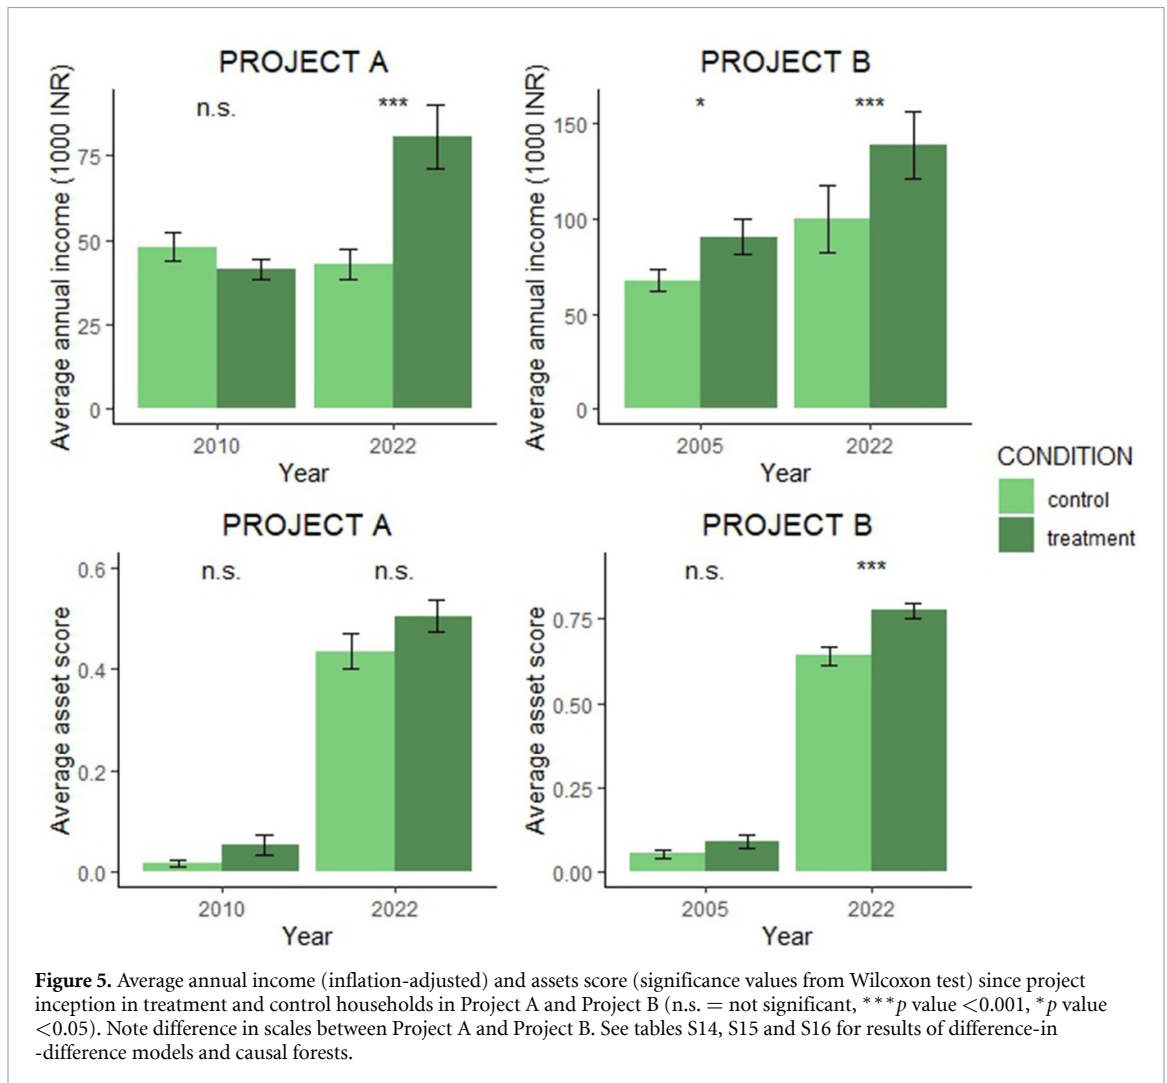 PROJECT A
n.s.
***
Average annual income (1000 INR)
75
50
25
0
2010
2022
Year
PROJECT B
*
***
Average annual income (1000 INR)
150
100
50
0
2005
2022
Year
CONDITION
control
treatment
PROJECT A
n.s.
n.s.
Average asset score
0.6
0.4
0.2
0.0
2010
2022
Year
PROJECT B
n.s.
***
Average asset score
0.75
0.50
0.25
0.00
2005
2022
Year
Figure 5. Average annual income (inflation-adjusted) and assets score (significance values from Wilcoxon test) since project
inception in treatment and control households in Project A and Project B (n.s. = not significant, ***p value <0.001, *p value
<0.05). Note difference in scales between Project A and Project B. See tables S14, S15 and S16 for results of difference-in
-difference models and causal forests.